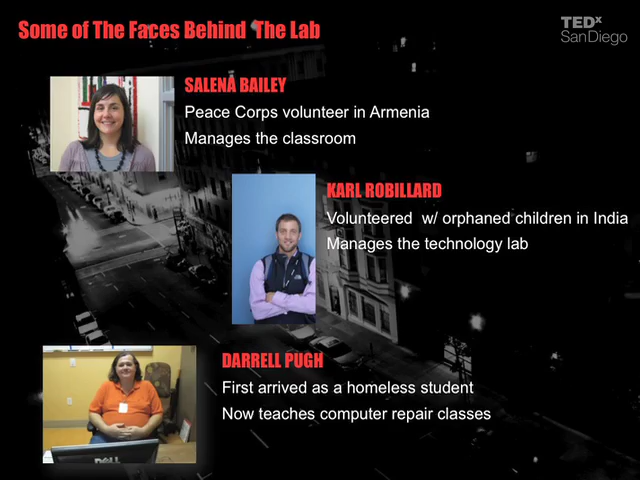 Some of The Faces Behind The Lab
TEDx
SanDiego
SALENA BAILEY
Peace Corps volunteer in Armenia
Manages the classroom
KARL ROBILLARD
Volunteered w/ orphaned children in India
Manages the technology lab
DARRELL PUGH
First arrived as a homeless student
Now teaches computer repair classes
DELL